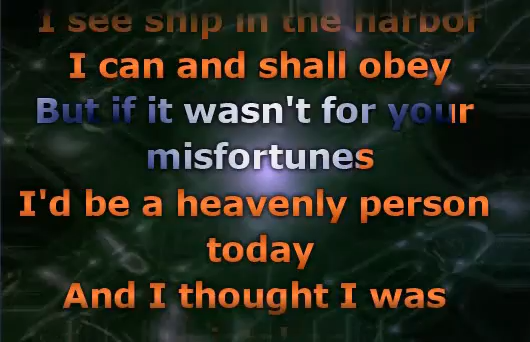 I see ship in the harbor
I can and shall obey
But if it wasn't for your
misfortunes
I'd be a heavenly person
today
And I thought I was